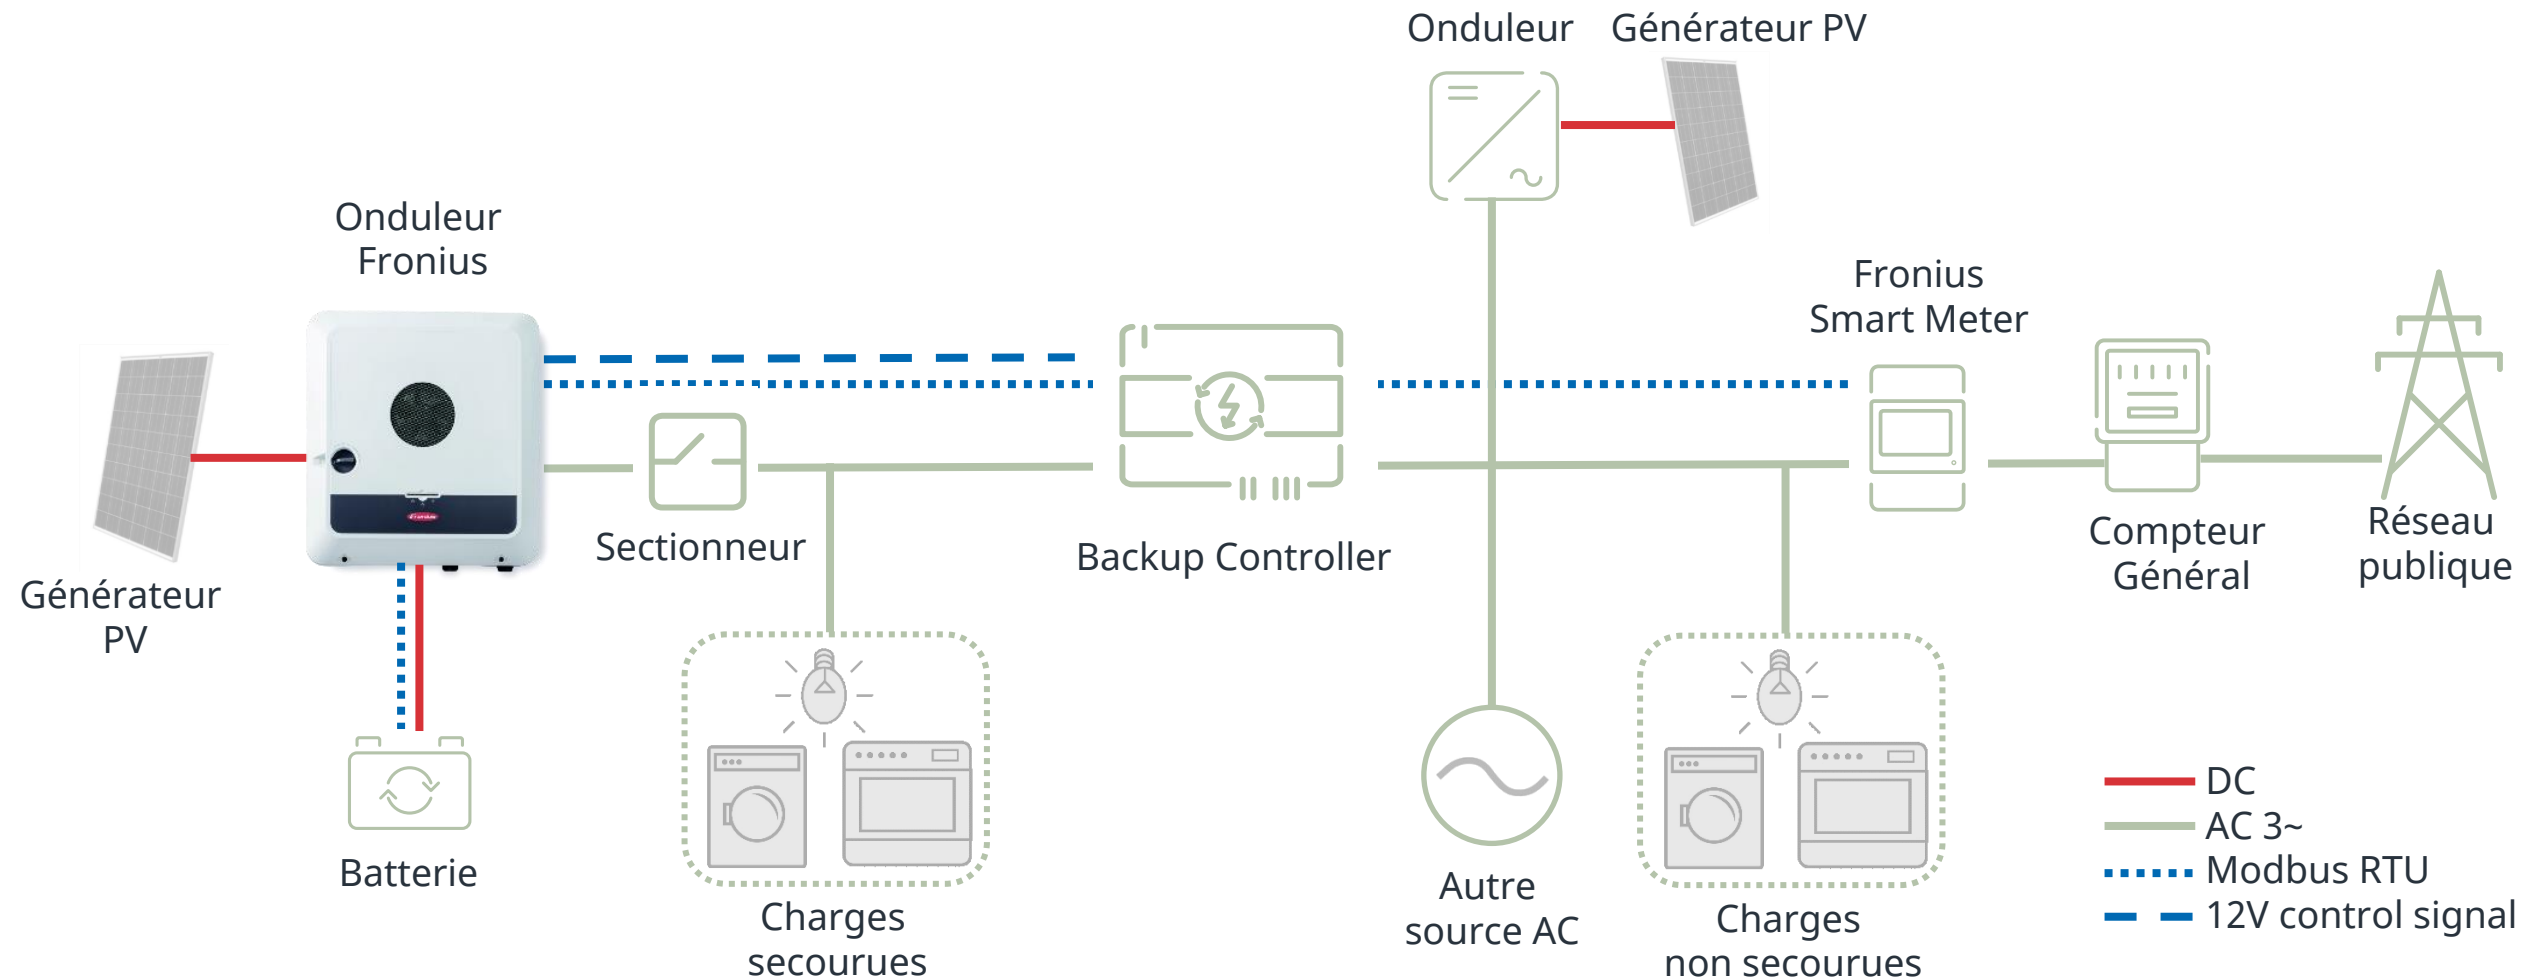 Onduleur
Générateur PV
Onduleur
Fronius
Fronius
Smart Meter
Fronius
Sectionneur
Backup Controller
Compteur
Général
Réseau
publique
Générateur
PV
Batterie
Charges
secourues
Autre
source AC
Charges
non secourues
DC
AC 3~
Modbus RTU
12V control signal